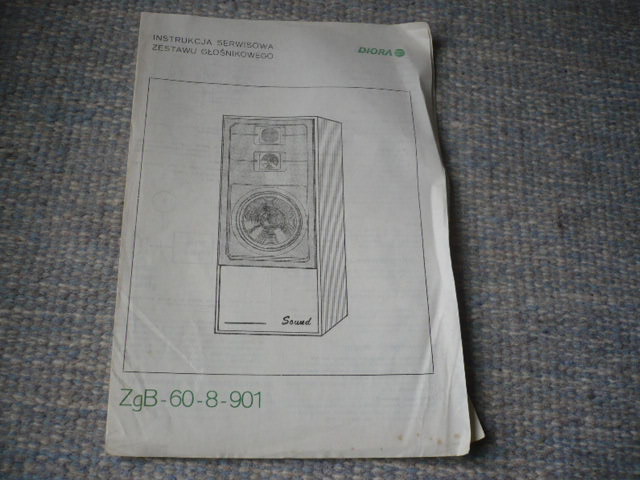 INSTRUKCJA SERWISOWA
ZESTAWU GŁOŚNIKOWEGO
DIORA
Sound
ZgB-60-8-901